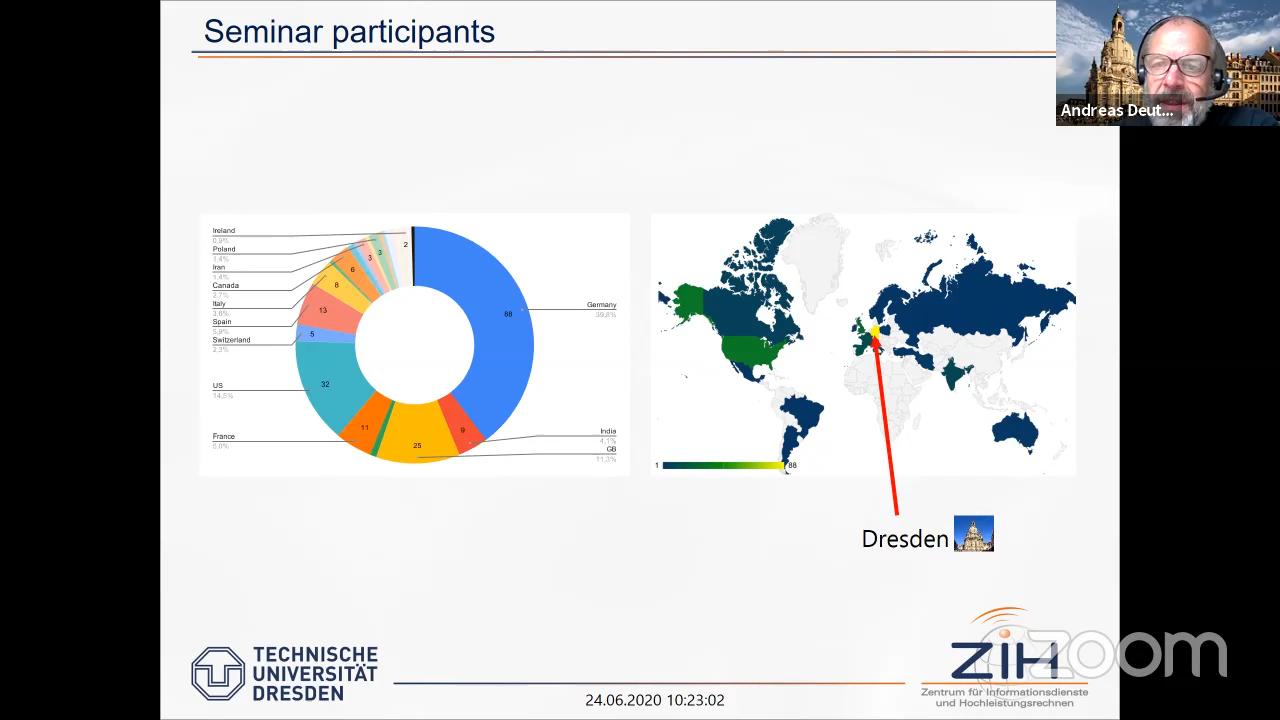 Seminar participants
Andreas Deut...
Ireland
0,9%
Poland
1,4%
Iran
1,4%
Canada
2,7%
Italy
3,6%
Spain
5,9%
Switzerland
2,3%
US
14,5%
France
5,0%
Germany
39,8%
India
4,1%
GB
11,3%
2
3
3
6
8
13
5
32
11
25
9
88
1
88
Dresden
TECHNISCHE
UNIVERSITÄT
DRESDEN
24.06.2020 10:23:02
ZIH
Zentrum für Informationsdienste
und Hochleistungsrechnen
zoom